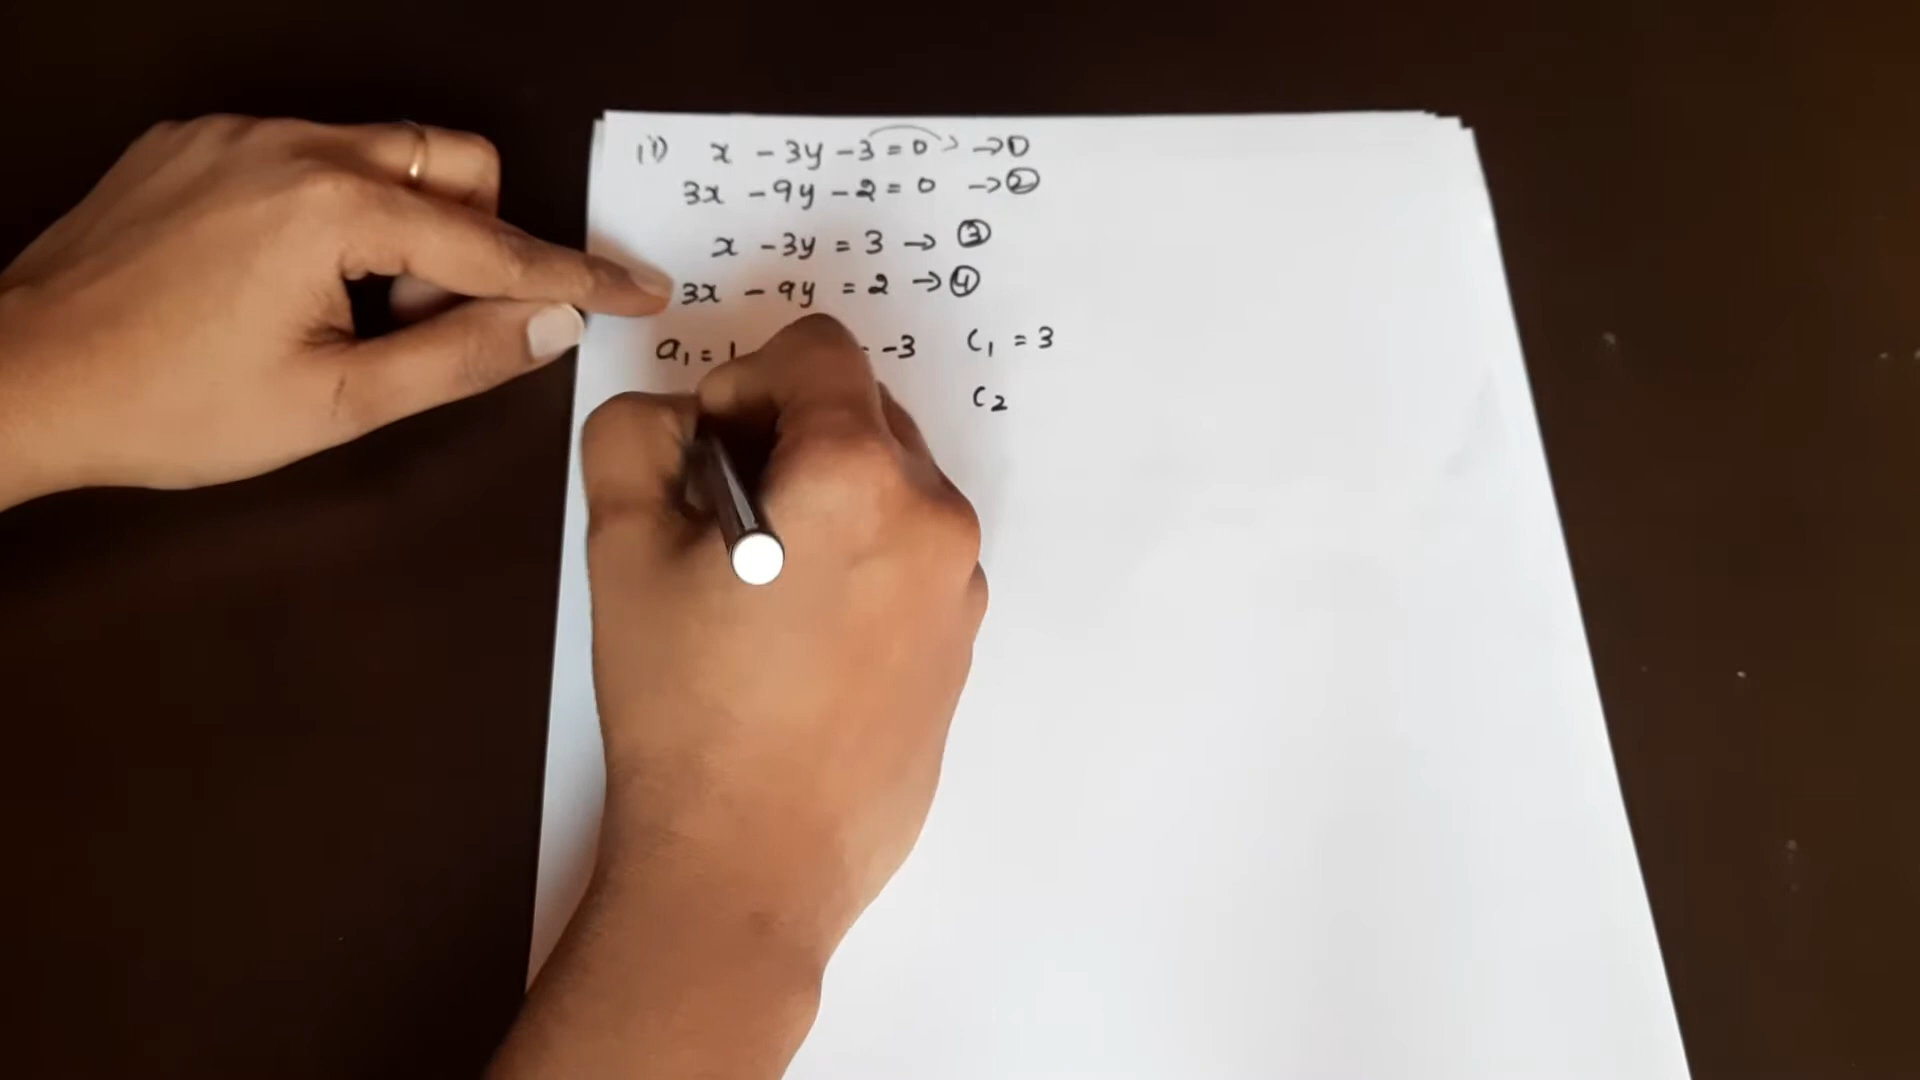 ii) x - 3y - 3 = 0 → ①
3x - 9y - 2 = 0 → ②
x - 3y = 3 → ③
3x - 9y = 2 → ④
a₁ = 1 = -3 C₁ = 3
C₂